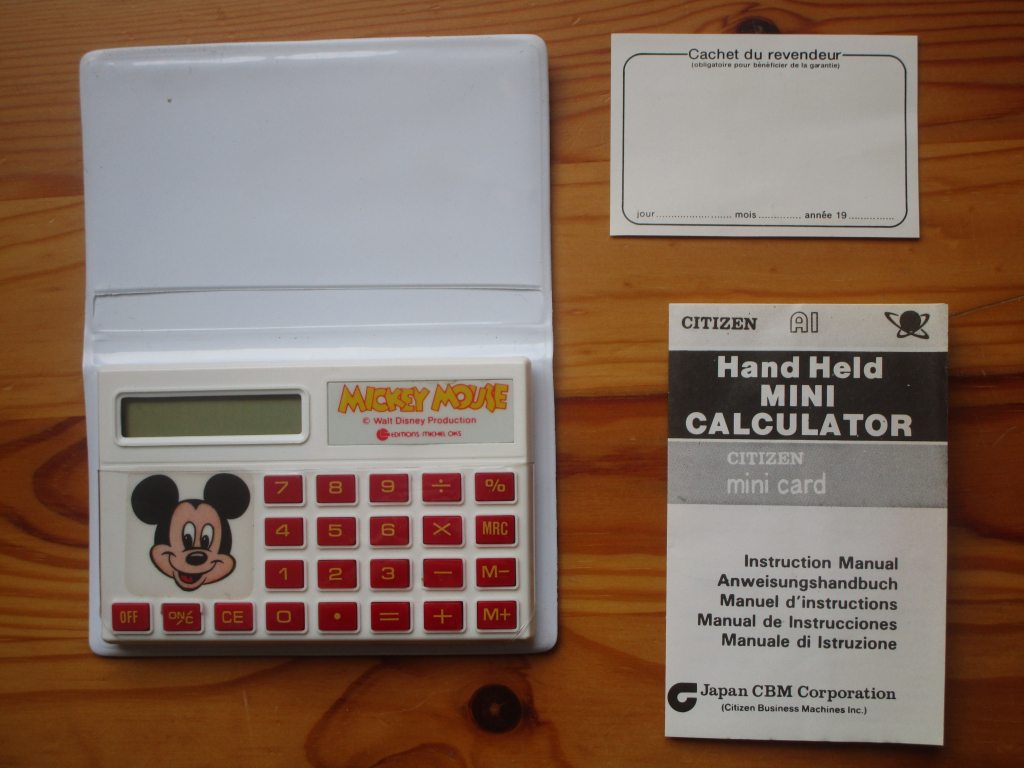 MICKEY MOUSE
© Walt Disney Production
EDITIONS MICHEL OKS
7 8 9 ÷ %
4 5 6 X MRC
1 2 3 − M−
OFF ON/C CE 0 • = + M+
Cachet du revendeur
(obligatoire pour bénéficier de la garantie)
jour......................... mois.............. année 19...............
CITIZEN AI
Hand Held
MINI
CALCULATOR
CITIZEN
mini card
Instruction Manual
Anweisungshandbuch
Manuel d'instructions
Manual de Instrucciones
Manuale di Istruzione
Japan CBM Corporation
(Citizen Business Machines Inc.)